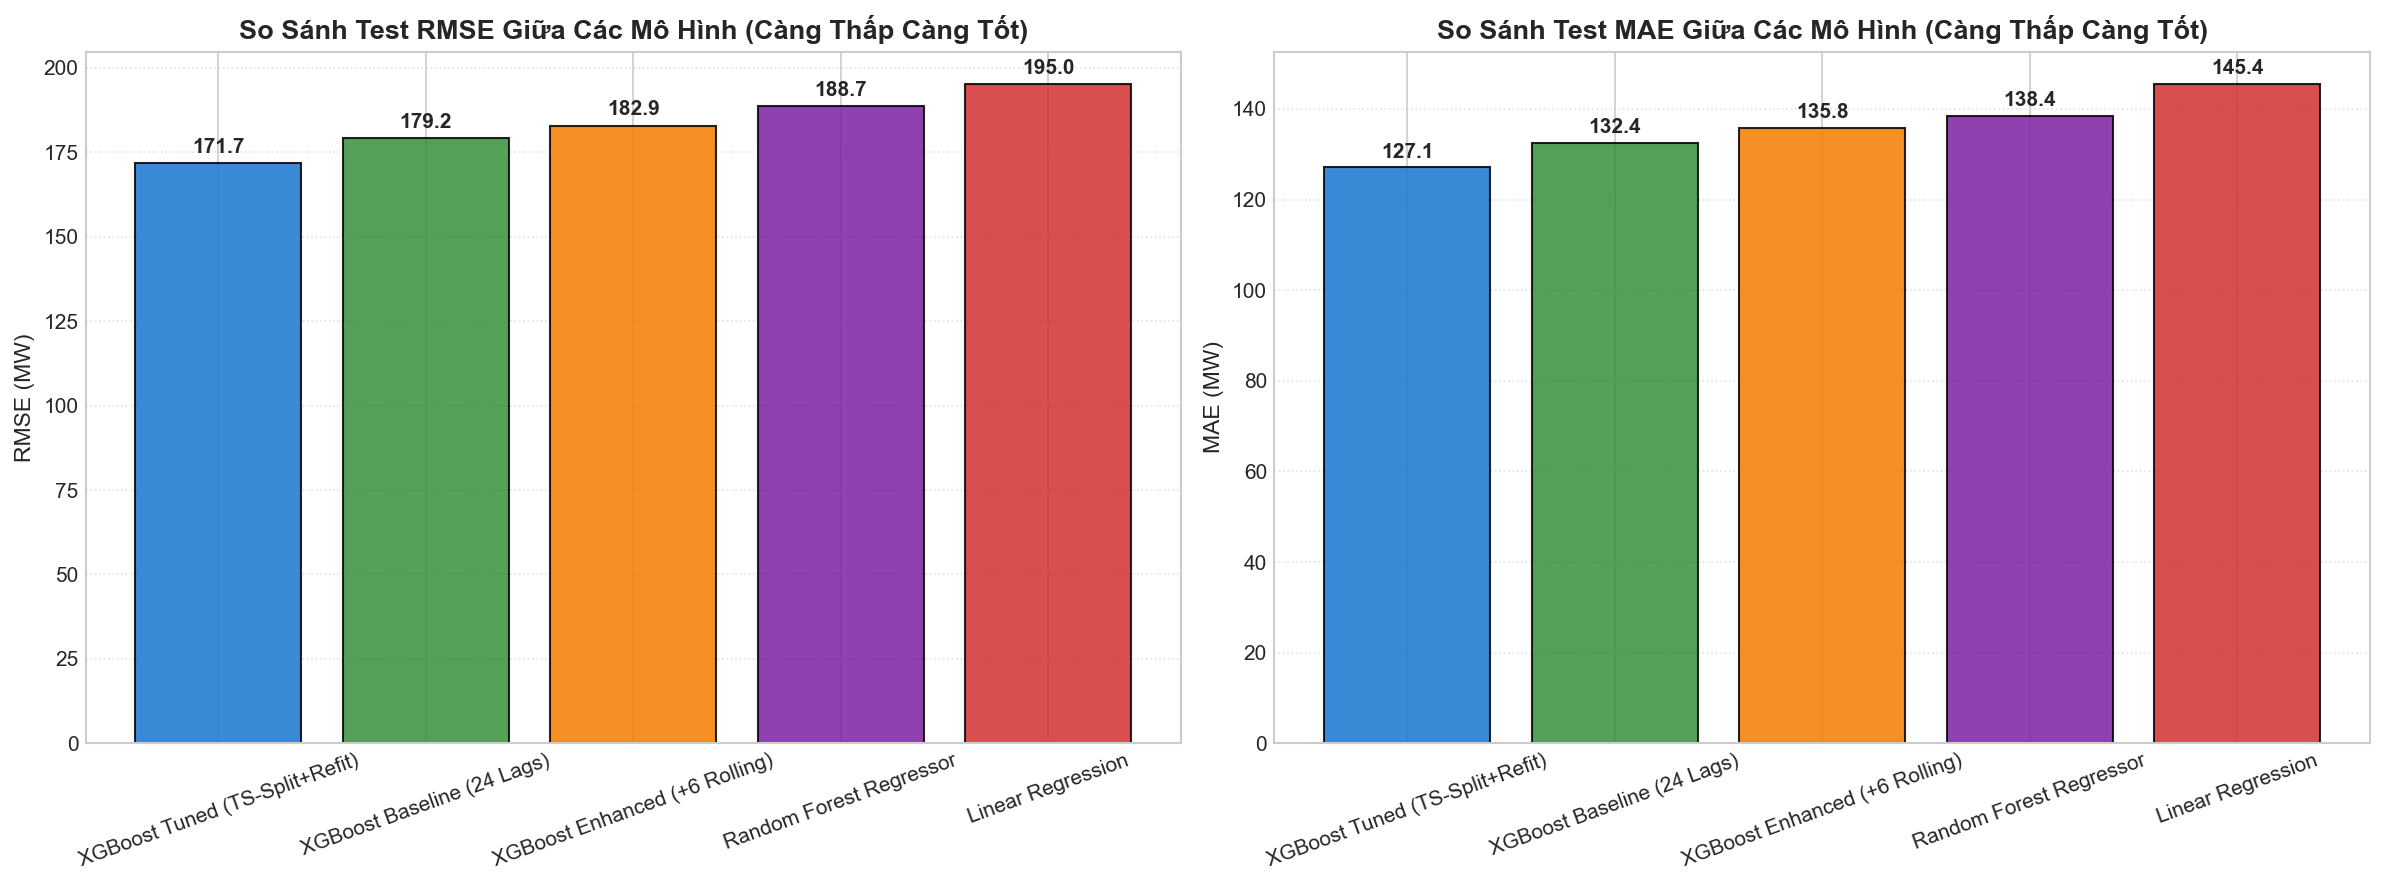 So Sánh Test RMSE Giữa Các Mô Hình (Càng Thấp Càng Tốt)
RMSE (MW)
200
175
150
125
100
75
50
25
0
171.7
179.2
182.9
188.7
195.0
XGBoost Tuned (TS-Split+Refit)
XGBoost Baseline (24 Lags)
XGBoost Enhanced (+6 Rolling)
Random Forest Regressor
Linear Regression
So Sánh Test MAE Giữa Các Mô Hình (Càng Thấp Càng Tốt)
MAE (MW)
140
120
100
80
60
40
20
0
127.1
132.4
135.8
138.4
145.4
XGBoost Tuned (TS-Split+Refit)
XGBoost Baseline (24 Lags)
XGBoost Enhanced (+6 Rolling)
Random Forest Regressor
Linear Regression